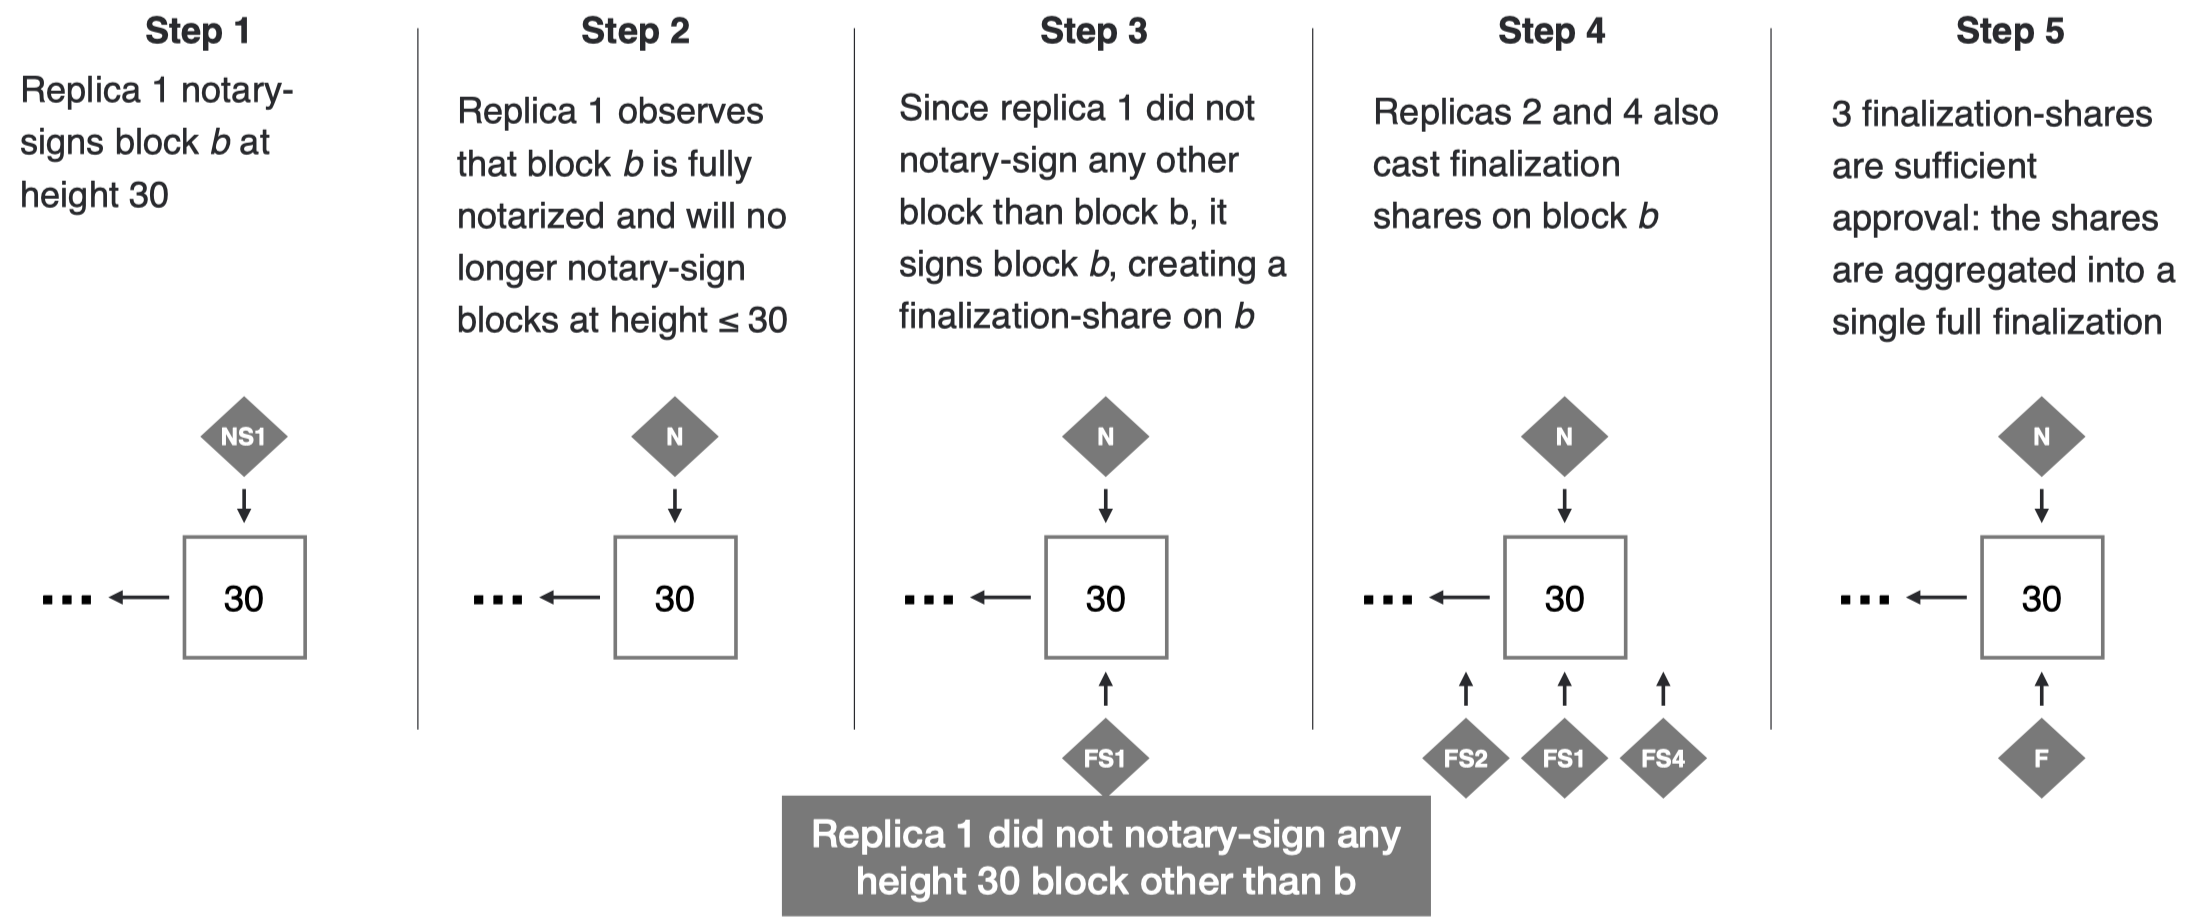 Step 1
Replica 1 notary-
signs block b at
height 30
NS1
30
Step 2
Replica 1 observes
that block b is fully
notarized and will no
longer notary-sign
blocks at height ≤ 30
N
30
Step 3
Since replica 1 did not
notary-sign any other
block than block b, it
signs block b, creating a
finalization-share on b
N
30
FS1
Replica 1 did not notary-sign any
height 30 block other than b
Step 4
Replicas 2 and 4 also
cast finalization
shares on block b
N
30
FS2 FS1 FS4
Step 5
3 finalization-shares
are sufficient
approval: the shares
are aggregated into a
single full finalization
N
30
F